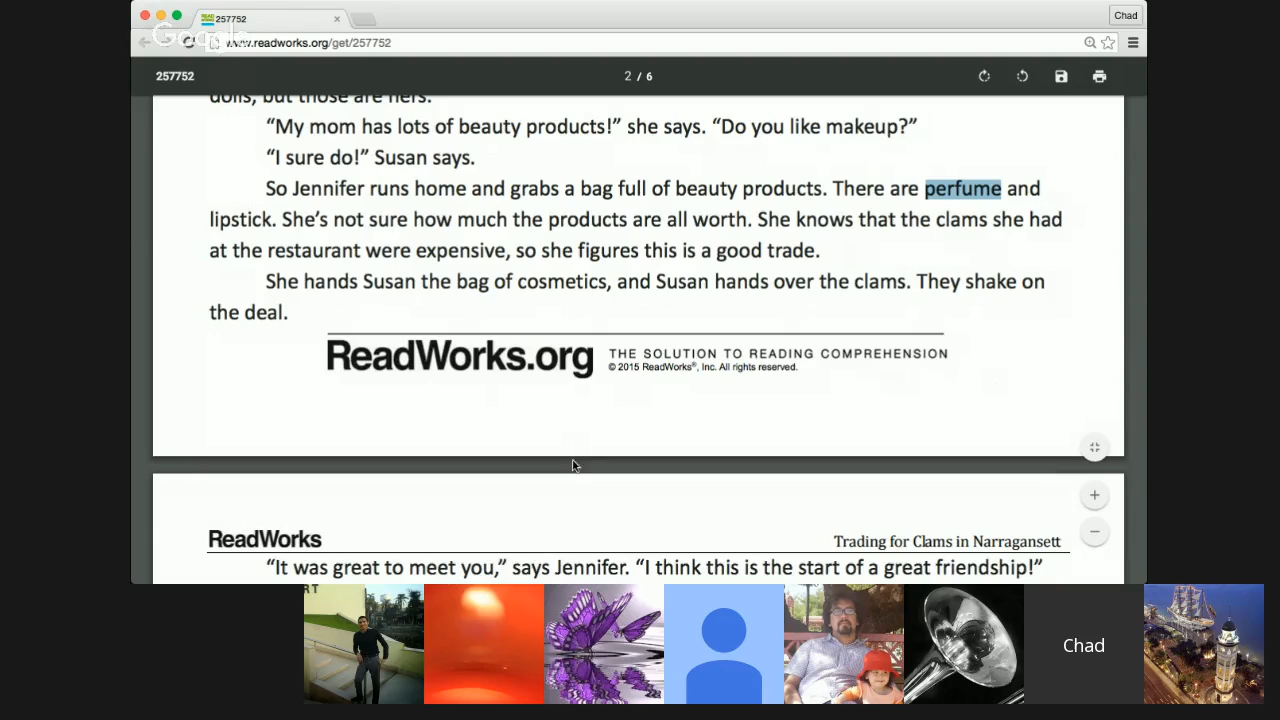 257752
Chad
Google
www.readworks.org/get/257752
257752
2 / 6
dolls, but those are hers.
“My mom has lots of beauty products!” she says. “Do you like makeup?”
“I sure do!” Susan says.
So Jennifer runs home and grabs a bag full of beauty products. There are perfume and
lipstick. She’s not sure how much the products are all worth. She knows that the clams she had
at the restaurant were expensive, so she figures this is a good trade.
She hands Susan the bag of cosmetics, and Susan hands over the clams. They shake on
the deal.
ReadWorks.org THE SOLUTION TO READING COMPREHENSION
© 2015 ReadWorks®, Inc. All rights reserved.
ReadWorks
Trading for Clams in Narragansett
“It was great to meet you,” says Jennifer. “I think this is the start of a great friendship!”
Chad